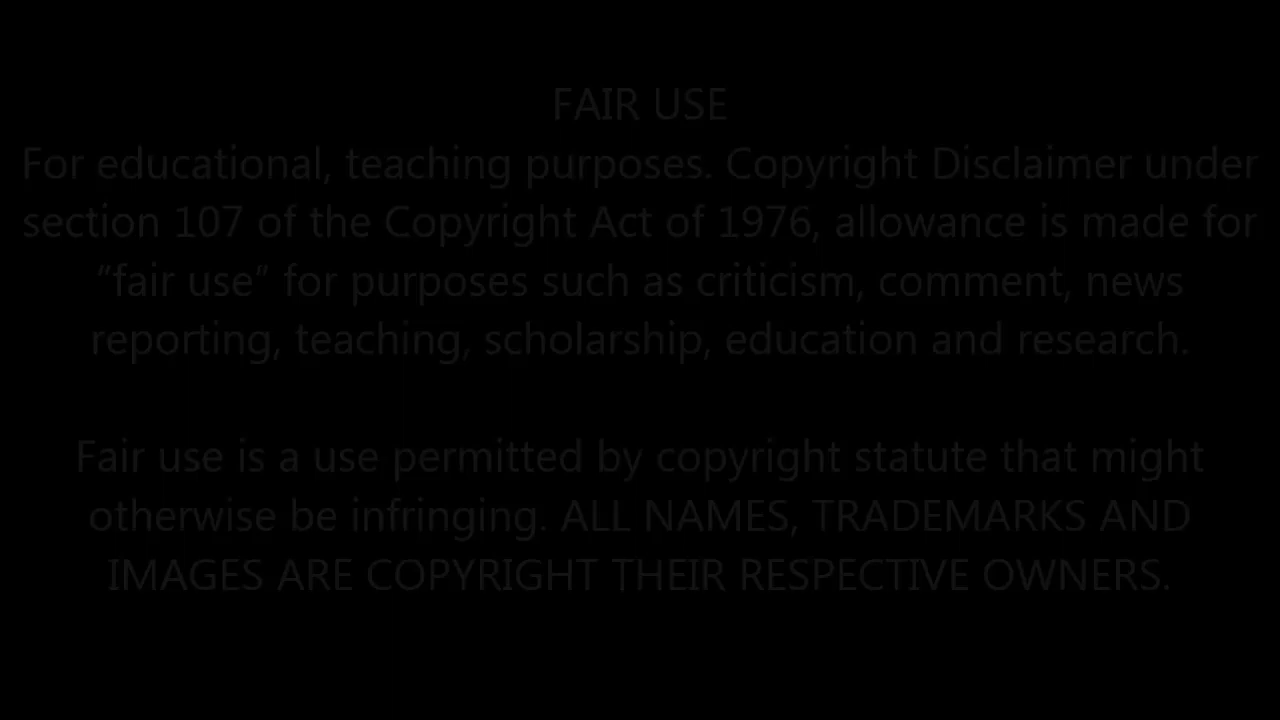 FAIR USE
For educational, teaching purposes. Copyright Disclaimer under
section 107 of the Copyright Act of 1976, allowance is made for
“fair use” for purposes such as criticism, comment, news
reporting, teaching, scholarship, education and research.
Fair use is a use permitted by copyright statute that might
otherwise be infringing. ALL NAMES, TRADEMARKS AND
IMAGES ARE COPYRIGHT THEIR RESPECTIVE OWNERS.